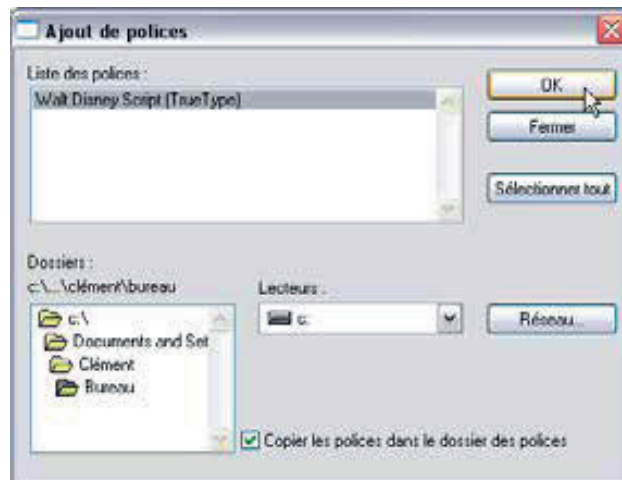 Ajout de polices
Liste des polices :
Walt Disney Script (TrueType)
OK
Fermer
Sélectionner tout
Dossiers :
c:\...\clément\bureau
Lecteurs :
c:\
Documents and Set
Clément
Bureau
c:
Réseau...
Copier les polices dans le dossier des polices